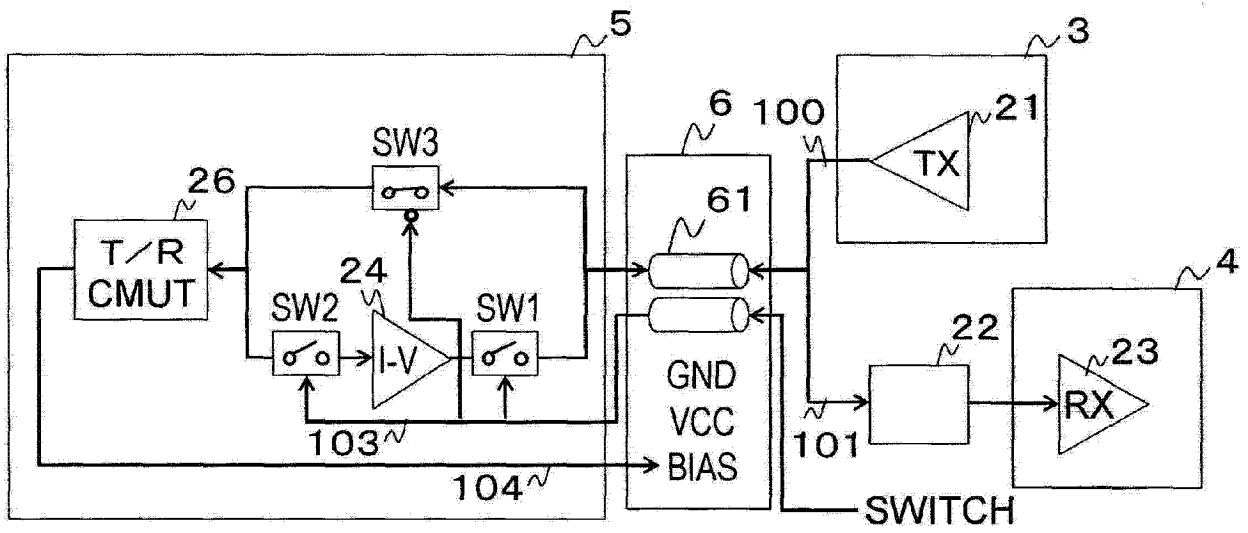 5
3
6
100
21
TX
SW3
26
61
T/R
CMUT
24
4
SW2
SW1
22
I-V
GND
23
RX
VCC
103
101
104
BIAS
SWITCH